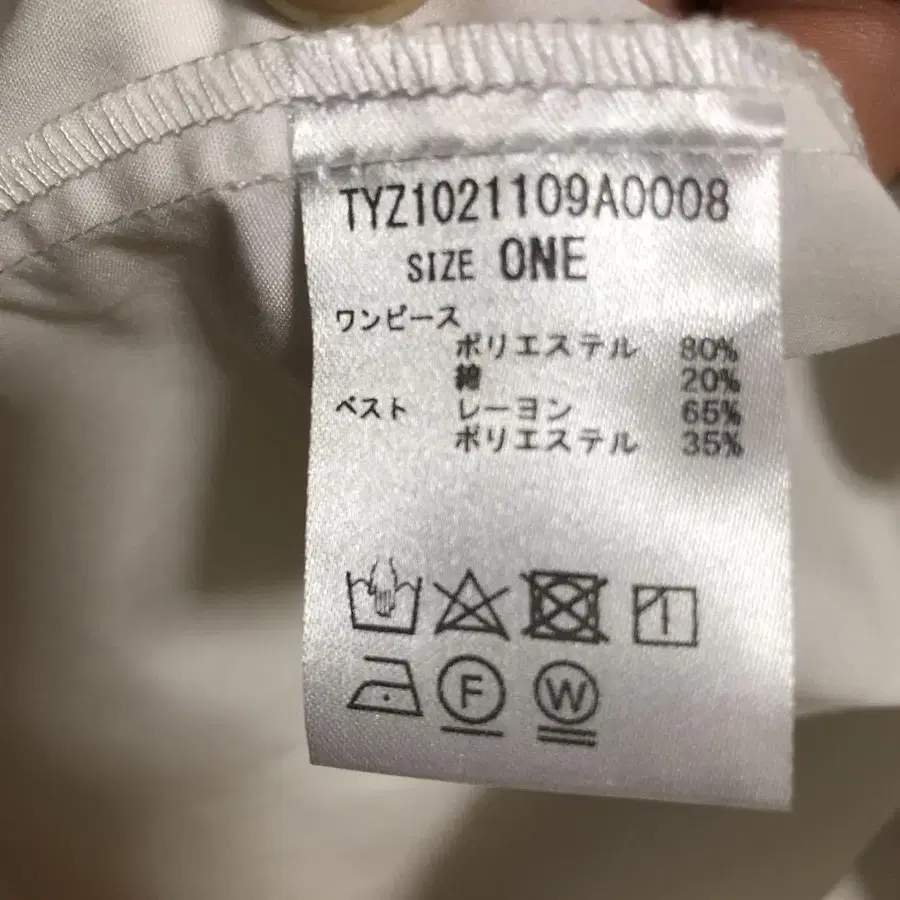 TYZ1021109A0008
SIZE ONE
ワンピース
ポリエステル 80%
綿 20%
ベスト レーヨン 65%
ポリエステル 35%
F W